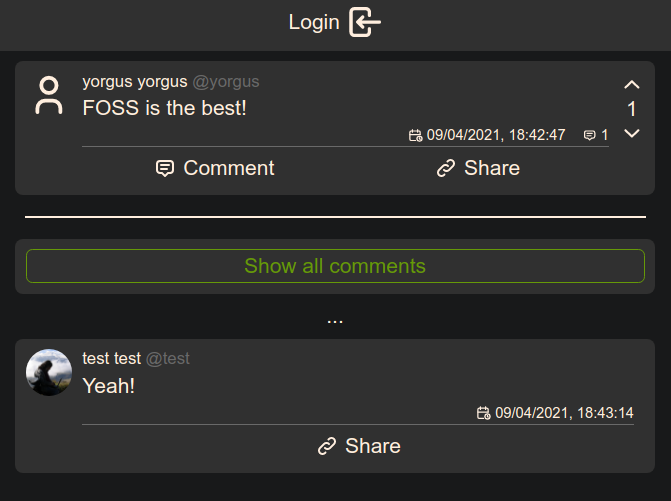 Login
yorgus yorgus @yorgus
FOSS is the best!
1
09/04/2021, 18:42:47 1
Comment Share
Show all comments
...
test test @test
Yeah!
09/04/2021, 18:43:14
Share